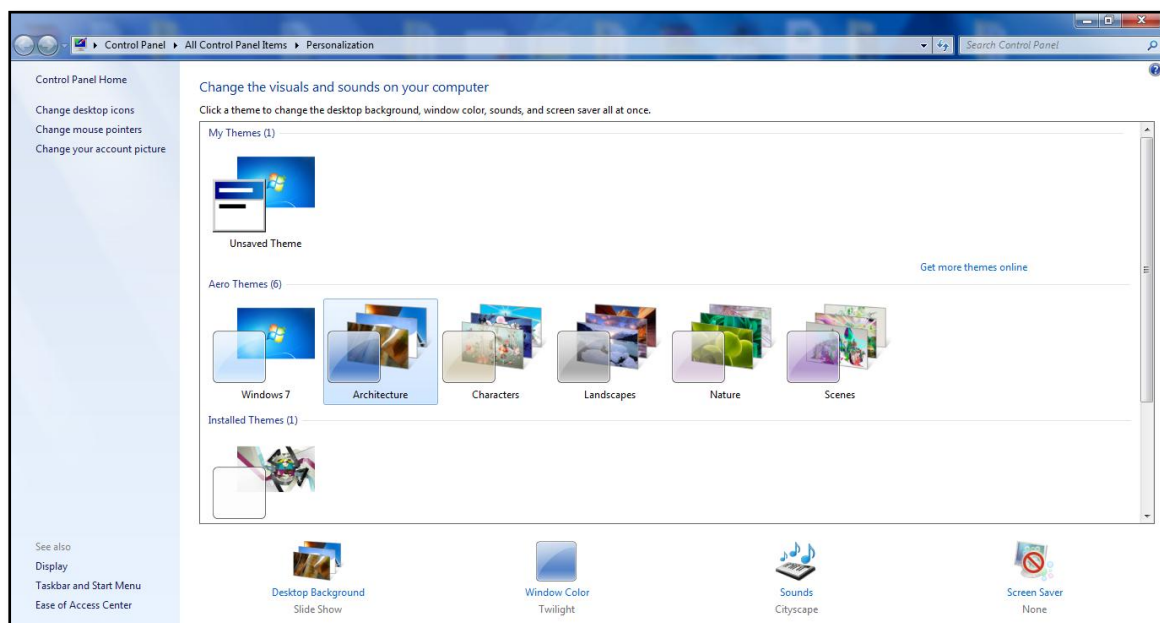 Control Panel ▸ All Control Panel Items ▸ Personalization
Search Control Panel
Control Panel Home
Change desktop icons
Change mouse pointers
Change your account picture
Change the visuals and sounds on your computer
Click a theme to change the desktop background, window color, sounds, and screen saver all at once.
My Themes (1)
Unsaved Theme
Get more themes online
Aero Themes (6)
Windows 7
Architecture
Characters
Landscapes
Nature
Scenes
Installed Themes (1)
See also
Display
Taskbar and Start Menu
Ease of Access Center
Desktop Background
Slide Show
Window Color
Twilight
Sounds
Cityscape
Screen Saver
None